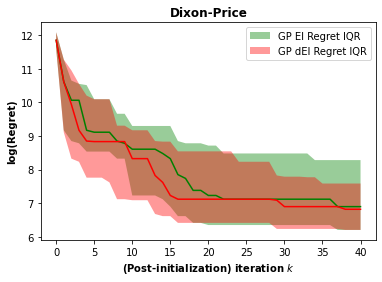 Dixon-Price
GP EI Regret IQR
GP dEI Regret IQR
log(Regret)
12
11
10
9
8
7
6
0 5 10 15 20 25 30 35 40
(Post-initialization) iteration k